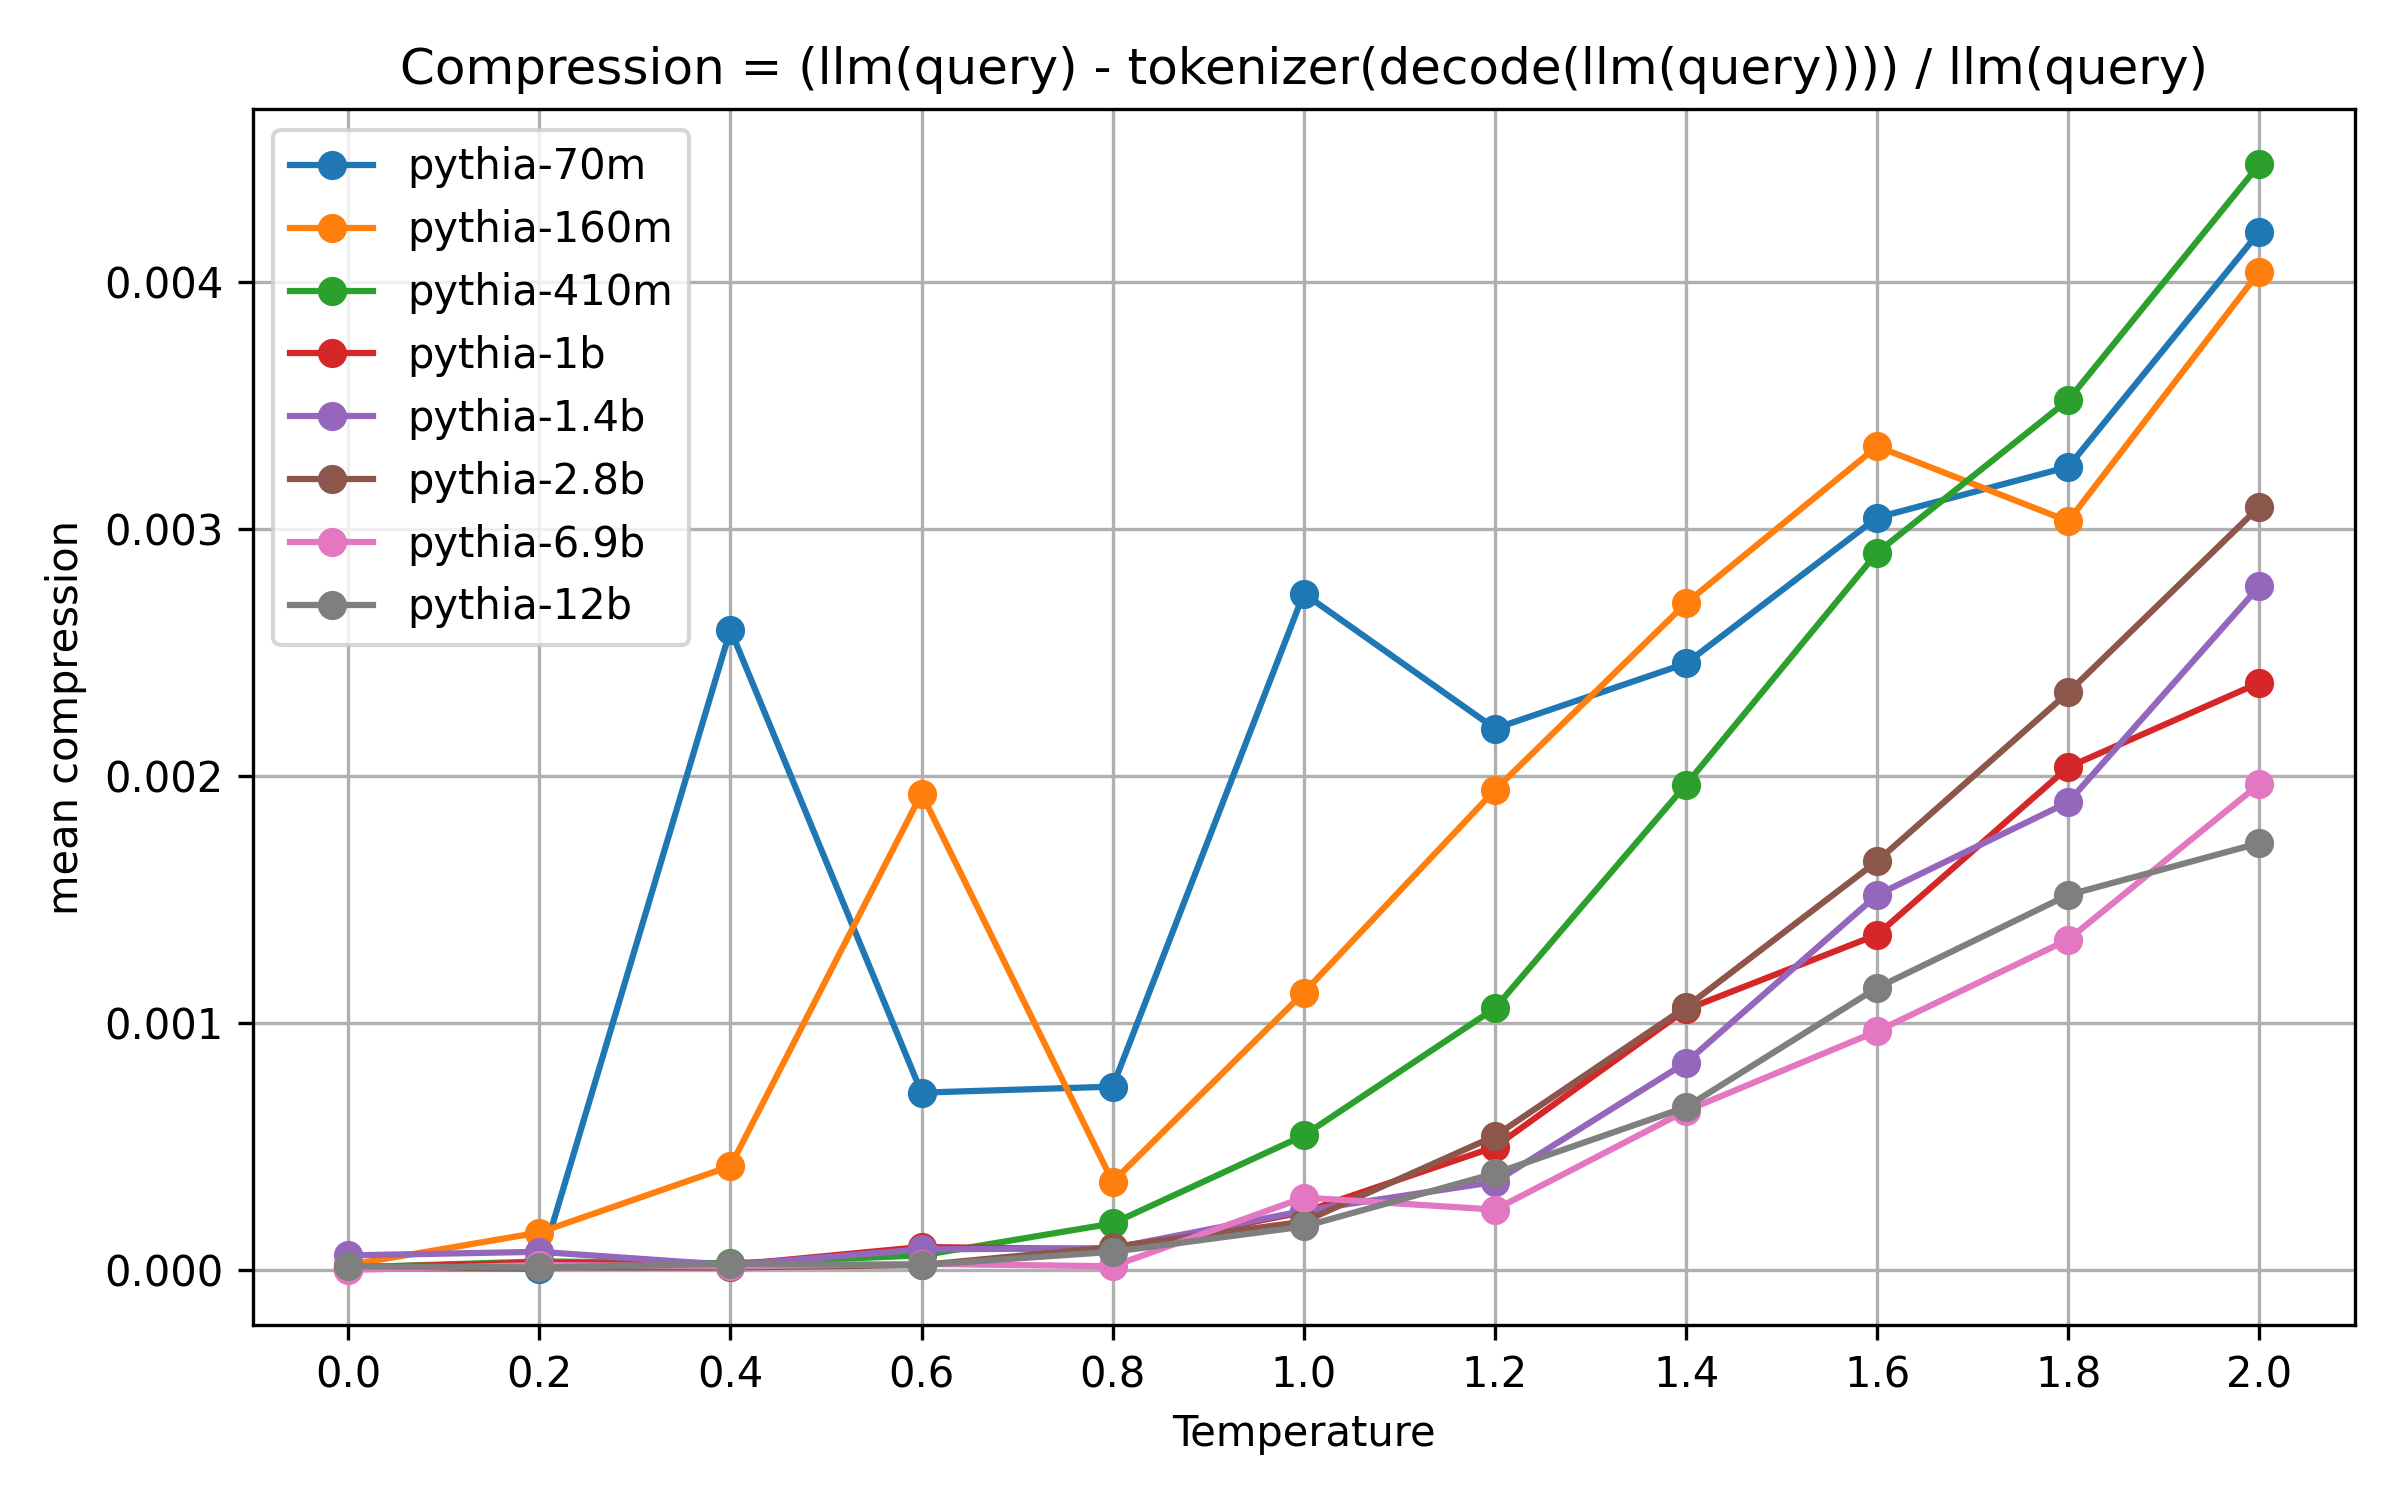 Compression = (llm(query) - tokenizer(decode(llm(query)))) / llm(query)
pythia-70m
pythia-160m
pythia-410m
pythia-1b
pythia-1.4b
pythia-2.8b
pythia-6.9b
pythia-12b
mean compression
0.004
0.003
0.002
0.001
0.000
0.0 0.2 0.4 0.6 0.8 1.0 1.2 1.4 1.6 1.8 2.0
Temperature